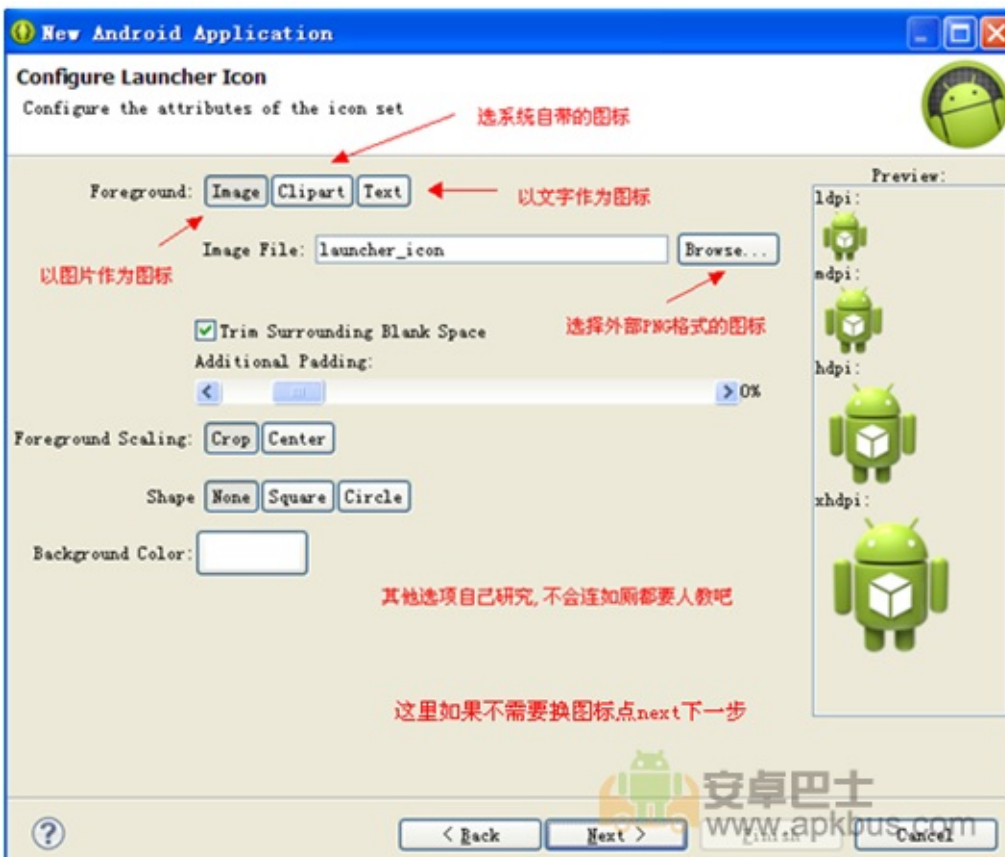 New Android Application
Configure Launcher Icon
Configure the attributes of the icon set
选系统自带的图标
Foreground: Image Clipart Text
以文字作为图标
Preview:
ldpi:
Image File: launcher_icon Browse...
以图片作为图标
mdpi:
选择外部PNG格式的图标
Trim Surrounding Blank Space
Additional Padding:
hdpi:
0%
Foreground Scaling: Crop Center
Shape None Square Circle
xhdpi:
Background Color:
其他选项自己研究,不会连如厕都要人教吧
这里如果不需要换图标点next下一步
安卓巴士
www.apkbus.com
< Back Next > Finish Cancel